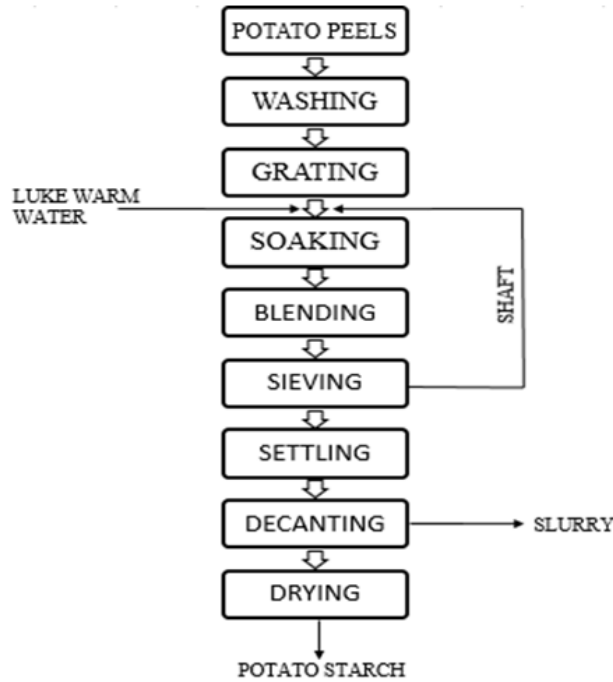 POTATO PEELS
WASHING
GRATING
LUKE WARM
WATER
SOAKING
BLENDING
SHAFT
SIEVING
SETTLING
DECANTING
SLURRY
DRYING
POTATO STARCH